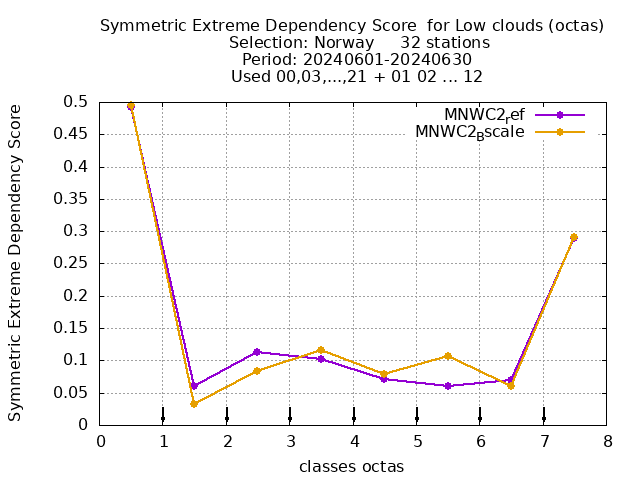 Symmetric Extreme Dependency Score for Low clouds (octas)
Selection: Norway 32 stations
Period: 20240601-20240630
Used 00,03,...,21 + 01 02 ... 12
MNWC2ref
MNWC2Bscale
Symmetric Extreme Dependency Score
0.5
0.45
0.4
0.35
0.3
0.25
0.2
0.15
0.1
0.05
0
0 1 2 3 4 5 6 7 8
classes octas